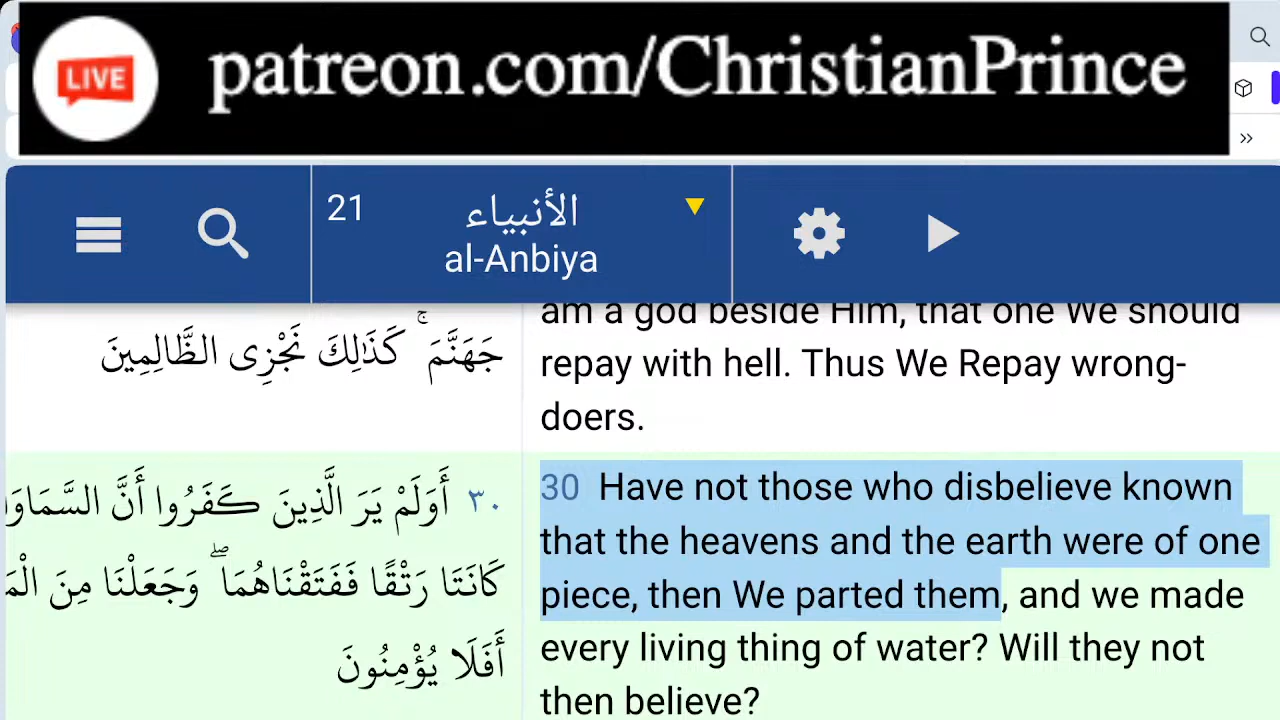 LIVE
patreon.com/ChristianPrince
21
الأنبياء
al-Anbiya
am a god beside Him, that one We should
repay with hell. Thus We Repay wrong-
doers.
جَهَنَّمَ ۚ كَذَٰلِكَ نَجْزِى الظَّالِمِينَ
30 Have not those who disbelieve known
that the heavens and the earth were of one
piece, then We parted them, and we made
every living thing of water? Will they not
then believe?
٣٠ أَوَلَمْ يَرَ الَّذِينَ كَفَرُوا أَنَّ السَّمَاوَ
كَانَتَا رَتْقًا فَفَتَقْنَاهُمَا ۖ وَجَعَلْنَا مِنَ الْمَ
أَفَلَا يُؤْمِنُونَ